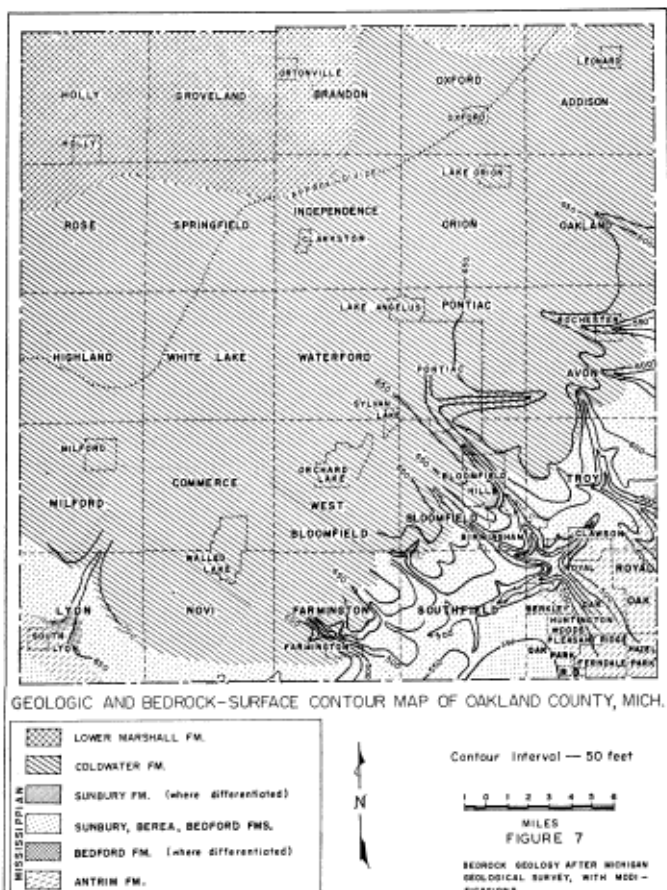 LEONARD
ORTONVILLE
OXFORD
HOLLY
GROVELAND
BRANDON
ADDISON
OXFORD
HOLLY
LAKE ORION
INDEPENDENCE
ROSE
SPRINGFIELD
ORION
OAKLAND
CLARKSTON
LAKE ANGELUS
PONTIAC
ROCHESTER
HIGHLAND
WHITE LAKE
WATERFORD
PONTIAC
AVON
SYLVAN
LAKE
MILFORD
ORCHARD
LAKE
BLOOMFIELD
HILLS
TROY
COMMERCE
MILFORD
WEST
BLOOMFIELD
BLOOMFIELD
BIRMINGHAM
CLAWSON
WALLED
LAKE
ROYAL
ROYAL
LYON
NOVI
FARMINGTON
SOUTHFIELD
OAK
OAK
BERKLEY
HUNTINGTON
WOODS
SOUTH
LYON
FARMINGTON
PLEASANT RIDGE
OAK PARK
HAZEL
FERNDALE PARK
GEOLOGIC AND BEDROCK-SURFACE CONTOUR MAP OF OAKLAND COUNTY, MICH.
MISSISSIPPIAN
LOWER MARSHALL FM.
COLDWATER FM.
SUNBURY FM. (where differentiated)
SUNBURY, BEREA, BEDFORD FMS.
BEDFORD FM. (where differentiated)
ANTRIM FM.
N
Contour Interval — 50 feet
1 0 1 2 3 4 5 6
MILES
FIGURE 7
BEDROCK GEOLOGY AFTER MICHIGAN
GEOLOGICAL SURVEY, WITH MODI-